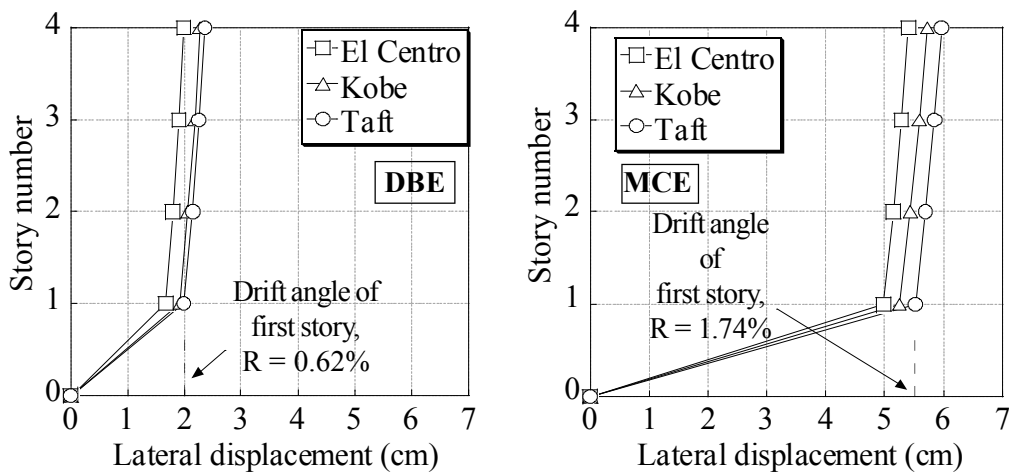 4
3
2
1
0
Story number
El Centro
Kobe
Taft
DBE
Drift angle of
first story,
R = 0.62%
0 1 2 3 4 5 6 7
Lateral displacement (cm)
4
3
2
1
0
Story number
El Centro
Kobe
Taft
MCE
Drift angle
of
first story,
R = 1.74%
0 1 2 3 4 5 6 7
Lateral displacement (cm)